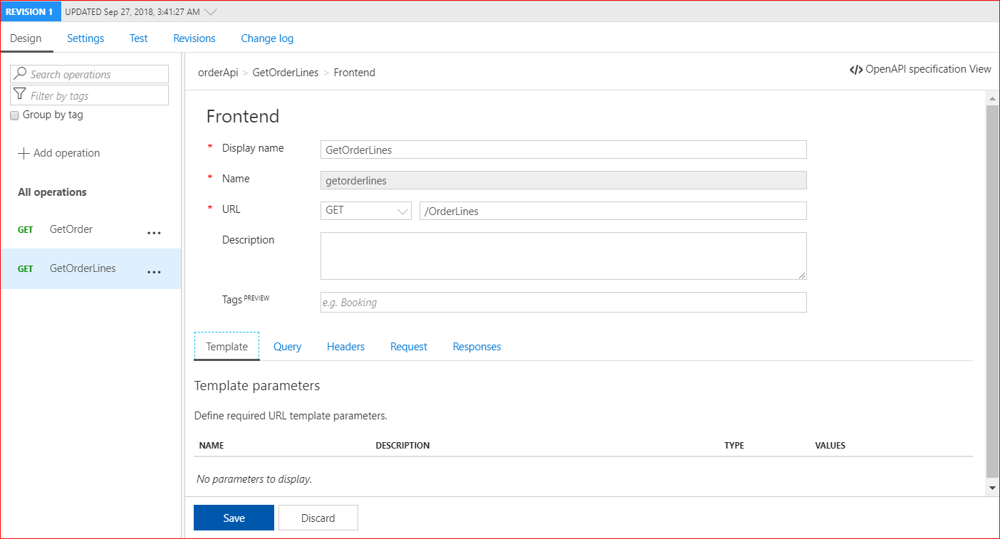 REVISION 1 UPDATED Sep 27, 2018, 3:41:27 AM
Design Settings Test Revisions Change log
Search operations
Filter by tags
Group by tag
Add operation
All operations
GET GetOrder ...
GET GetOrderLines ...
orderApi > GetOrderLines > Frontend
</> OpenAPI specification View
Frontend
* Display name GetOrderLines
* Name getorderlines
* URL GET /OrderLines
Description
Tags PREVIEW e.g. Booking
Template Query Headers Request Responses
Template parameters
Define required URL template parameters.
NAME DESCRIPTION TYPE VALUES
No parameters to display.
Save Discard